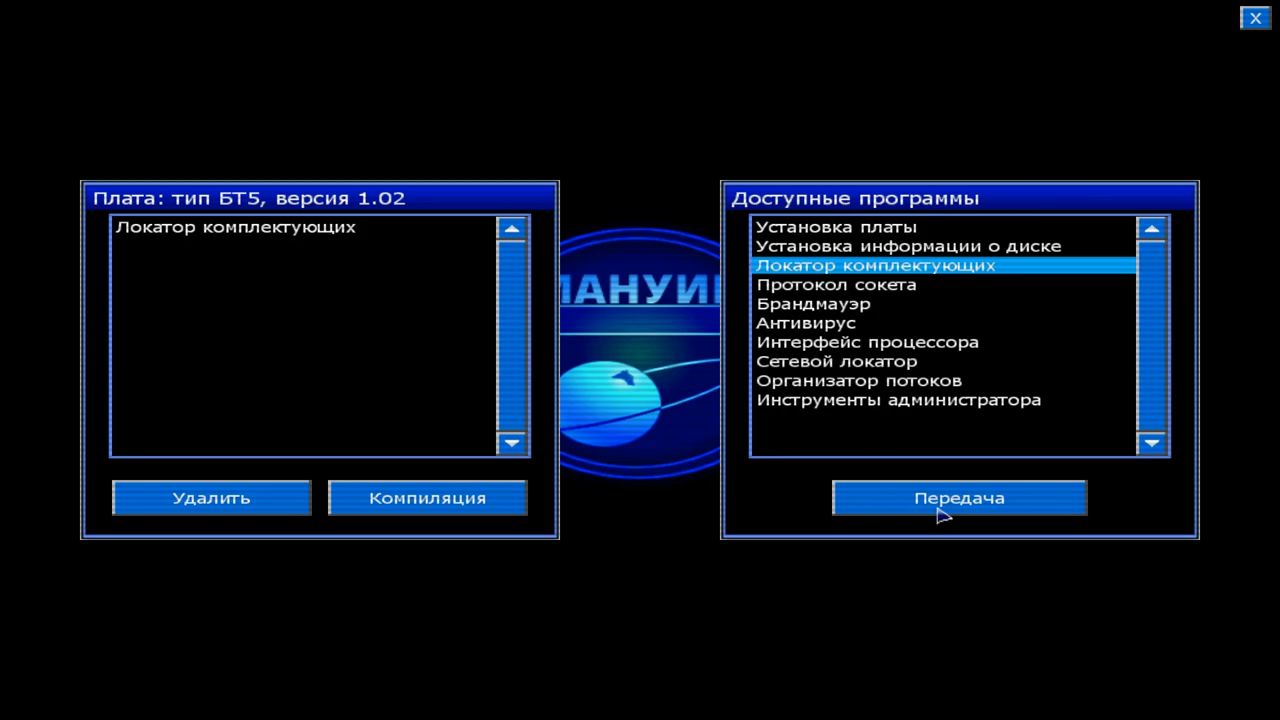 X
Плата: тип БТ5, версия 1.02
Локатор комплектующих
Удалить
Компиляция
Доступные программы
Установка платы
Установка информации о диске
Локатор комплектующих
Протокол сокета
Брандмауэр
Антивирус
Интерфейс процессора
Сетевой локатор
Организатор потоков
Инструменты администратора
Передача